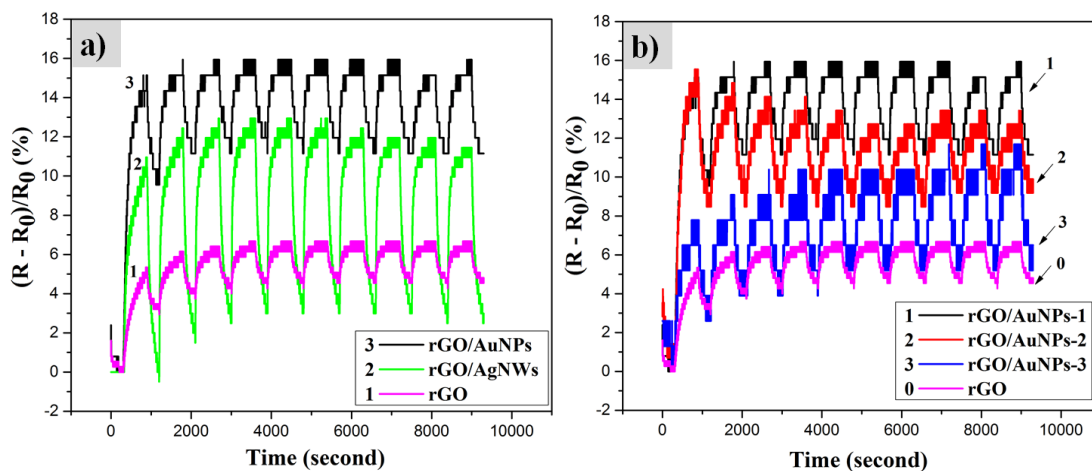 a)
(R - R0)/R0 (%)
18
16
14
12
10
8
6
4
2
0
-2
3
2
1
3 rGO/AuNPs
2 rGO/AgNWs
1 rGO
0 2000 4000 6000 8000 10000
Time (second)
b)
(R - R0)/R0 (%)
18
16
14
12
10
8
6
4
2
0
-2
1
2
3
0
1 rGO/AuNPs-1
2 rGO/AuNPs-2
3 rGO/AuNPs-3
0 rGO
0 2000 4000 6000 8000 10000
Time (second)